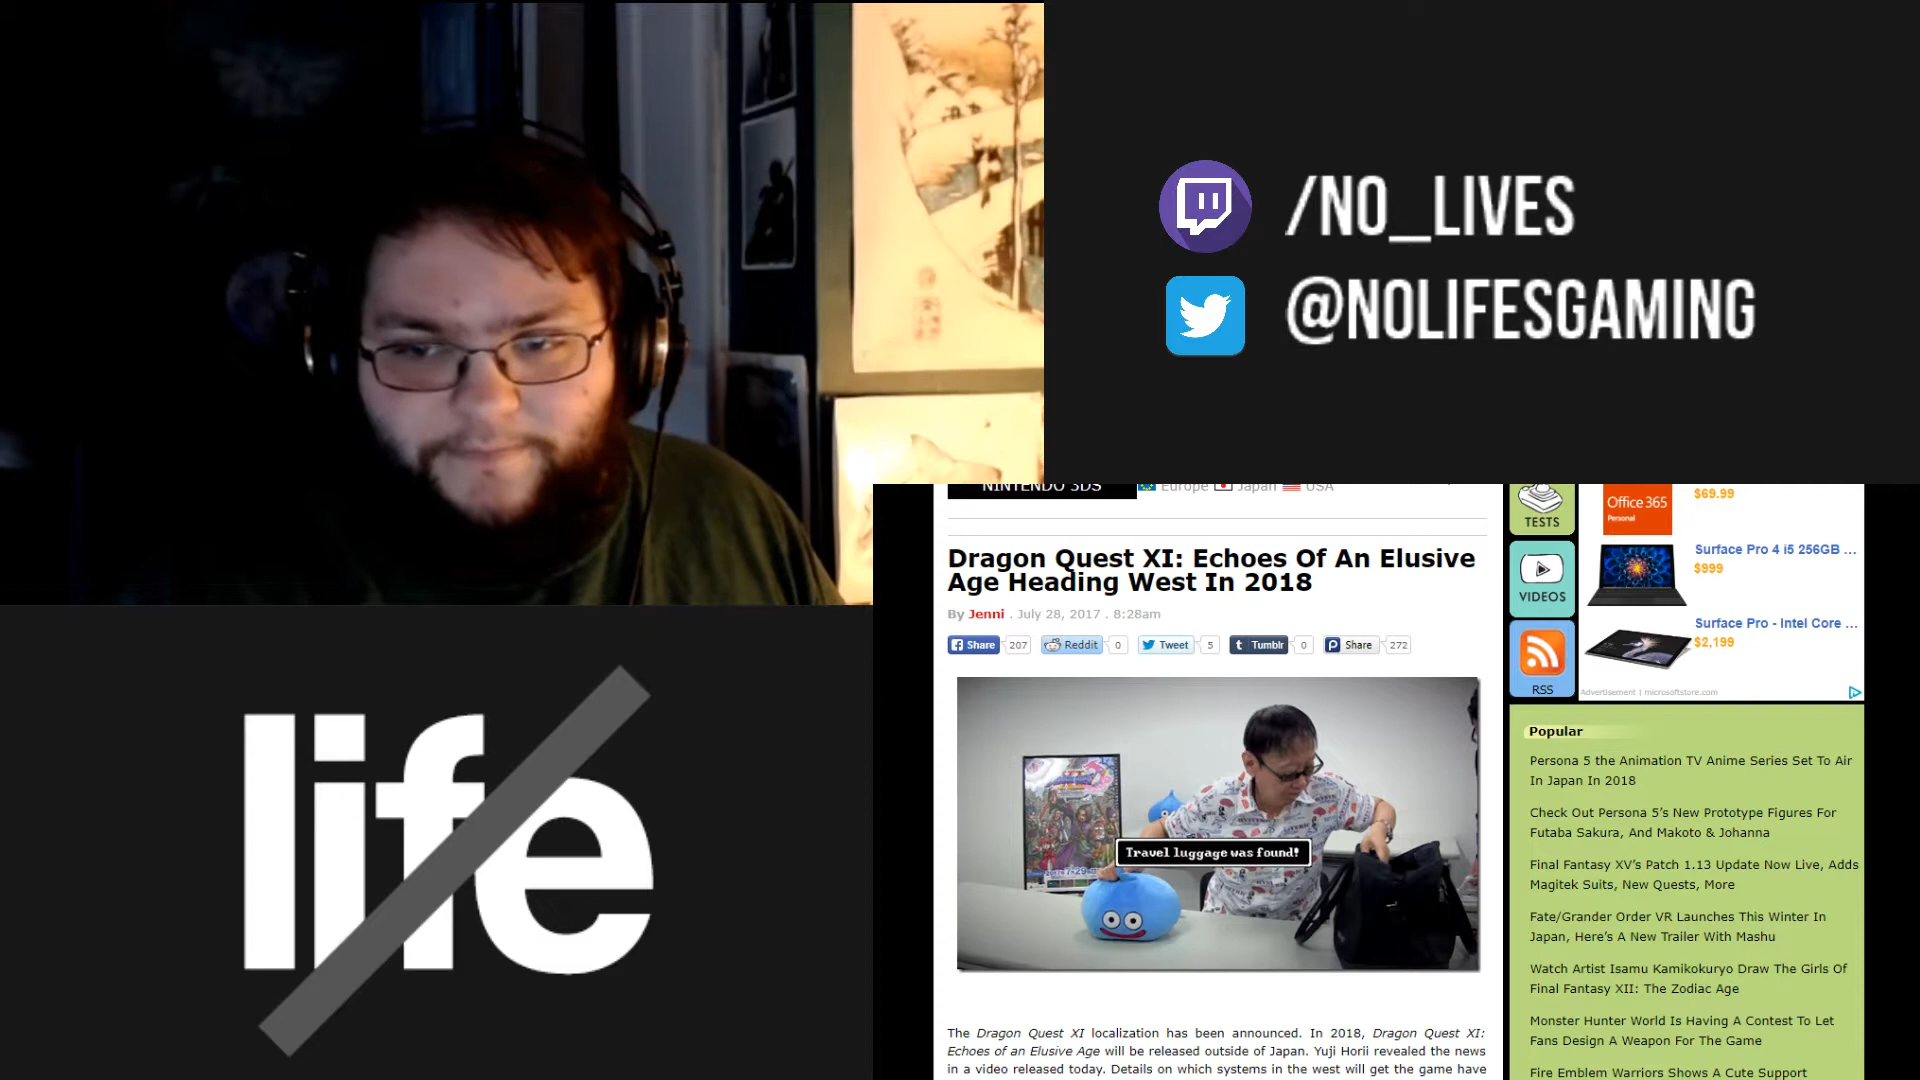 /NO_LIVES
@NOLIFESGAMING
life
NINTENDO 3DS
Europe
Japan
USA
Dragon Quest XI: Echoes Of An Elusive
Age Heading West In 2018
By Jenni . July 28, 2017 . 8:28am
Share 207
Reddit 0
Tweet 5
Tumblr 0
Share 272
Travel luggage was found!
The Dragon Quest XI localization has been announced. In 2018, Dragon Quest XI:
Echoes of an Elusive Age will be released outside of Japan. Yuji Horii revealed the news
in a video released today. Details on which systems in the west will get the game have
TESTS
VIDEOS
RSS
Office 365
Personal
$69.99
Surface Pro 4 i5 256GB ...
$999
Surface Pro - Intel Core ...
$2,199
Advertisement | microsoftstore.com
Popular
Persona 5 the Animation TV Anime Series Set To Air
In Japan In 2018
Check Out Persona 5’s New Prototype Figures For
Futaba Sakura, And Makoto & Johanna
Final Fantasy XV’s Patch 1.13 Update Now Live, Adds
Magitek Suits, New Quests, More
Fate/Grander Order VR Launches This Winter In
Japan, Here’s A New Trailer With Mashu
Watch Artist Isamu Kamikokuryo Draw The Girls Of
Final Fantasy XII: The Zodiac Age
Monster Hunter World Is Having A Contest To Let
Fans Design A Weapon For The Game
Fire Emblem Warriors Shows A Cute Support